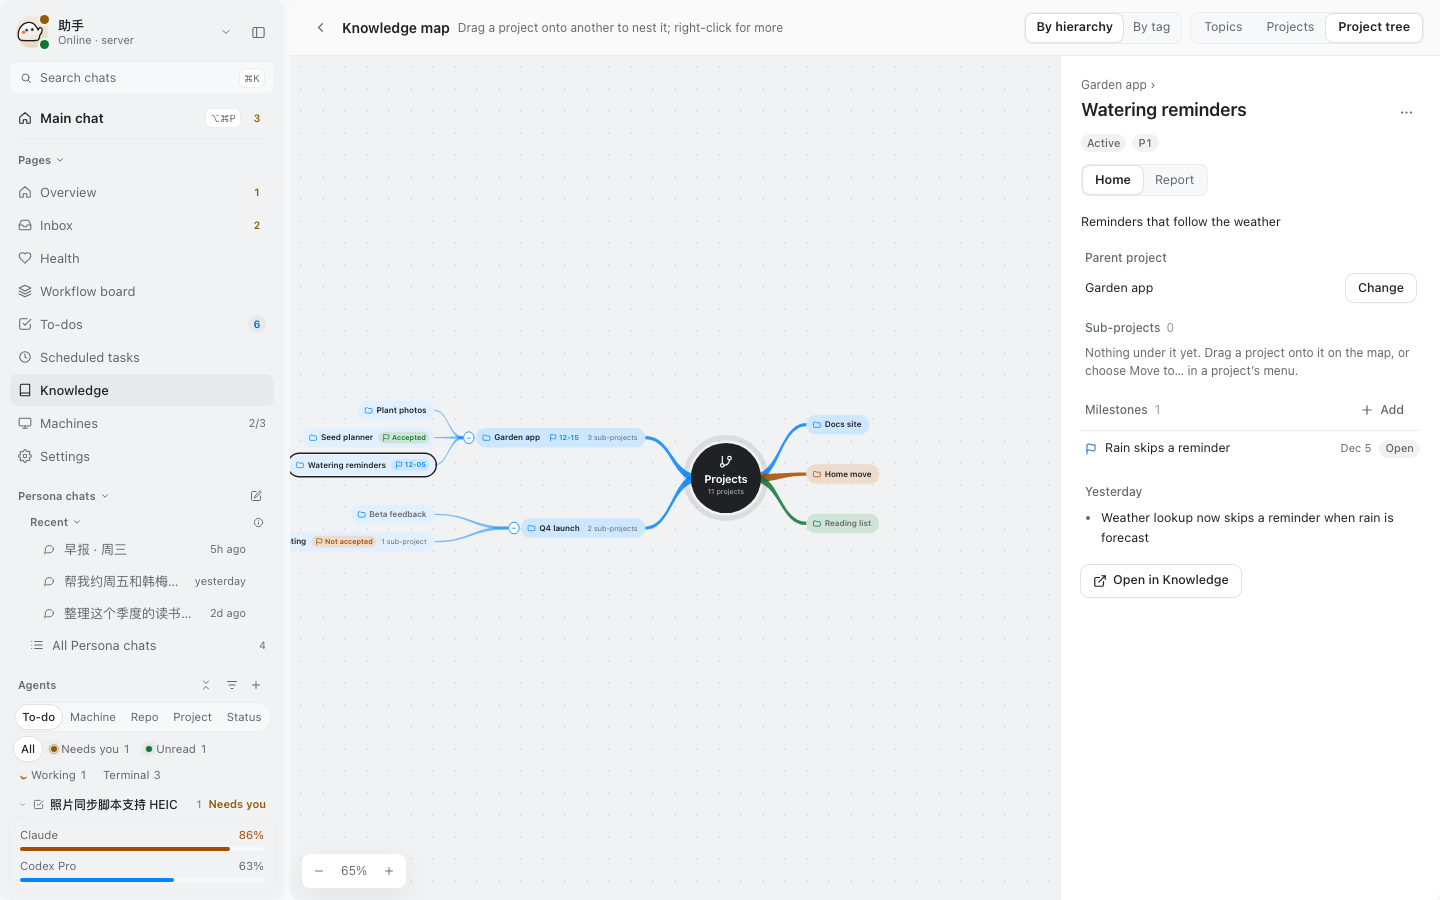 助手
Online · server
Search chats
⌘K
Main chat
⌥⌘P
3
Pages
Overview
1
Inbox
2
Health
Workflow board
To-dos
6
Scheduled tasks
Knowledge
Machines
2/3
Settings
Persona chats
Recent
早报 · 周三
5h ago
帮我约周五和韩梅...
yesterday
整理这个季度的读书...
2d ago
All Persona chats
4
Agents
To-do
Machine
Repo
Project
Status
All
Needs you 1
Unread 1
Working 1
Terminal 3
照片同步脚本支持 HEIC
1
Needs you
Claude
86%
Codex Pro
63%
Knowledge map
Drag a project onto another to nest it; right-click for more
By hierarchy
By tag
Topics
Projects
Project tree
Plant photos
Seed planner
Accepted
Watering reminders
12-05
Garden app
12-15
3 sub-projects
Beta feedback
ting
Not accepted
1 sub-project
Q4 launch
2 sub-projects
Projects
11 projects
Docs site
Home move
Reading list
65%
Garden app ›
Watering reminders
Active
P1
Home
Report
Reminders that follow the weather
Parent project
Garden app
Change
Sub-projects 0
Nothing under it yet. Drag a project onto it on the map, or
choose Move to... in a project's menu.
Milestones 1
Add
Rain skips a reminder
Dec 5
Open
Yesterday
Weather lookup now skips a reminder when rain is
forecast
Open in Knowledge